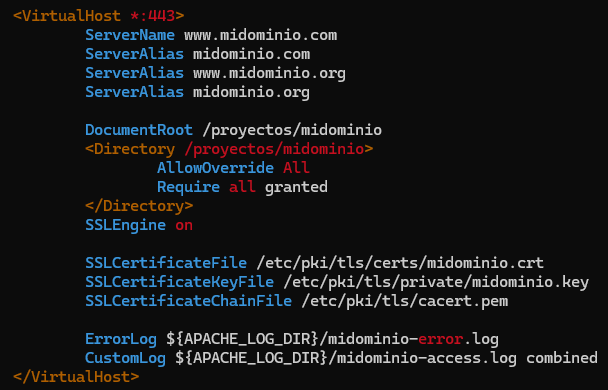 <VirtualHost *:443>
ServerName www.midominio.com
ServerAlias midominio.com
ServerAlias www.midominio.org
ServerAlias midominio.org
DocumentRoot /proyectos/midominio
<Directory /proyectos/midominio>
AllowOverride All
Require all granted
</Directory>
SSLEngine on
SSLCertificateFile /etc/pki/tls/certs/midominio.crt
SSLCertificateKeyFile /etc/pki/tls/private/midominio.key
SSLCertificateChainFile /etc/pki/tls/cacert.pem
ErrorLog ${APACHE_LOG_DIR}/midominio-error.log
CustomLog ${APACHE_LOG_DIR}/midominio-access.log combined
</VirtualHost>